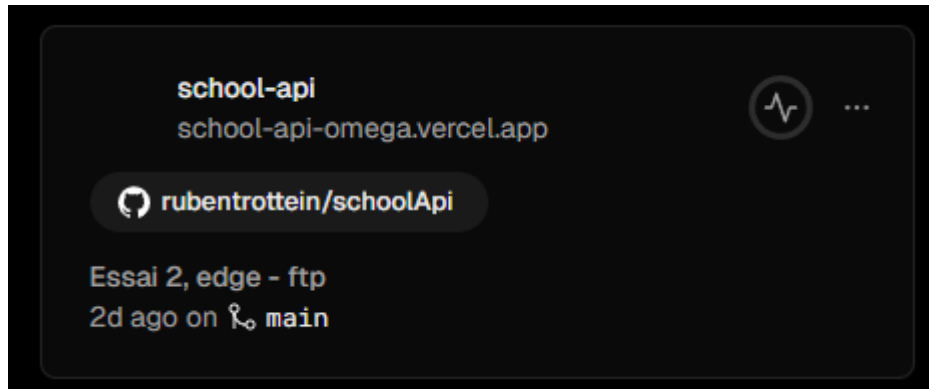 school-api
school-api-omega.vercel.app
rubentrottein/schoolApi
Essai 2, edge - ftp
2d ago on main